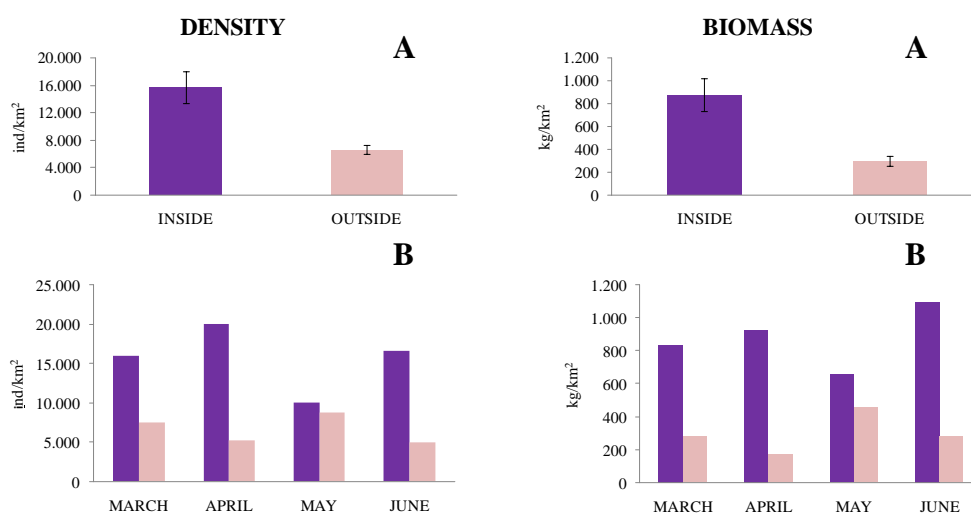 DENSITY
A
20.000
16.000
12.000
8.000
4.000
0
ind/km²
INSIDE
OUTSIDE
BIOMASS
A
1.200
1.000
800
600
400
200
0
kg/km²
INSIDE
OUTSIDE
B
25.000
20.000
15.000
10.000
5.000
0
ind/km²
MARCH
APRIL
MAY
JUNE
B
1.200
1.000
800
600
400
200
0
kg/km²
MARCH
APRIL
MAY
JUNE